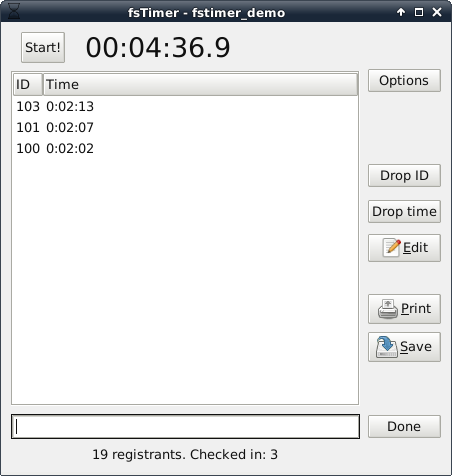 fsTimer - fstimer_demo
Start! 00:04:36.9
ID Time
103 0:02:13
101 0:02:07
100 0:02:02
Options
Drop ID
Drop time
Edit
Print
Save
Done
19 registrants. Checked in: 3